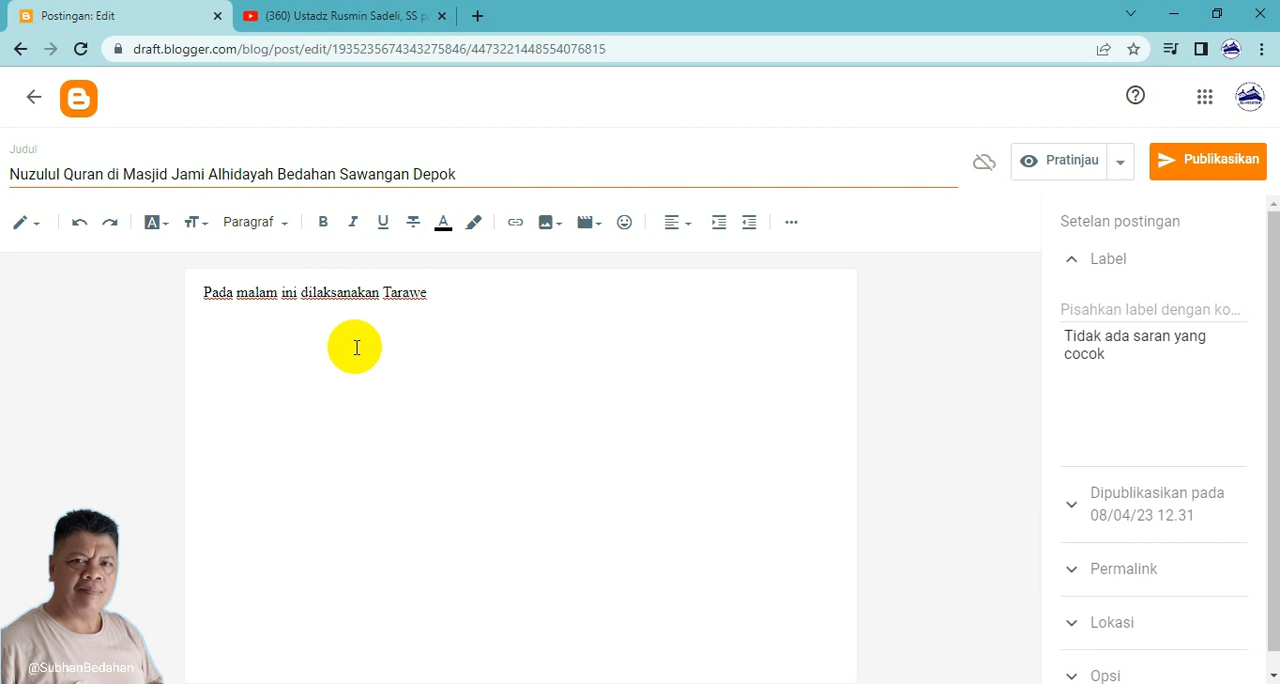 Postingan: Edit
(360) Ustadz Rusmin Sadeli, SS p
draft.blogger.com/blog/post/edit/1935235674343275846/4473221448554076815
Judul
Nuzulul Quran di Masjid Jami Alhidayah Bedahan Sawangan Depok
Pratinjau
Publikasikan
Paragraf
B I U
Setelan postingan
Label
Pisahkan label dengan ko...
Tidak ada saran yang
cocok
Pada malam ini dilaksanakan Tarawe
Dipublikasikan pada
08/04/23 12.31
Permalink
Lokasi
Opsi
@SubhanBedahan